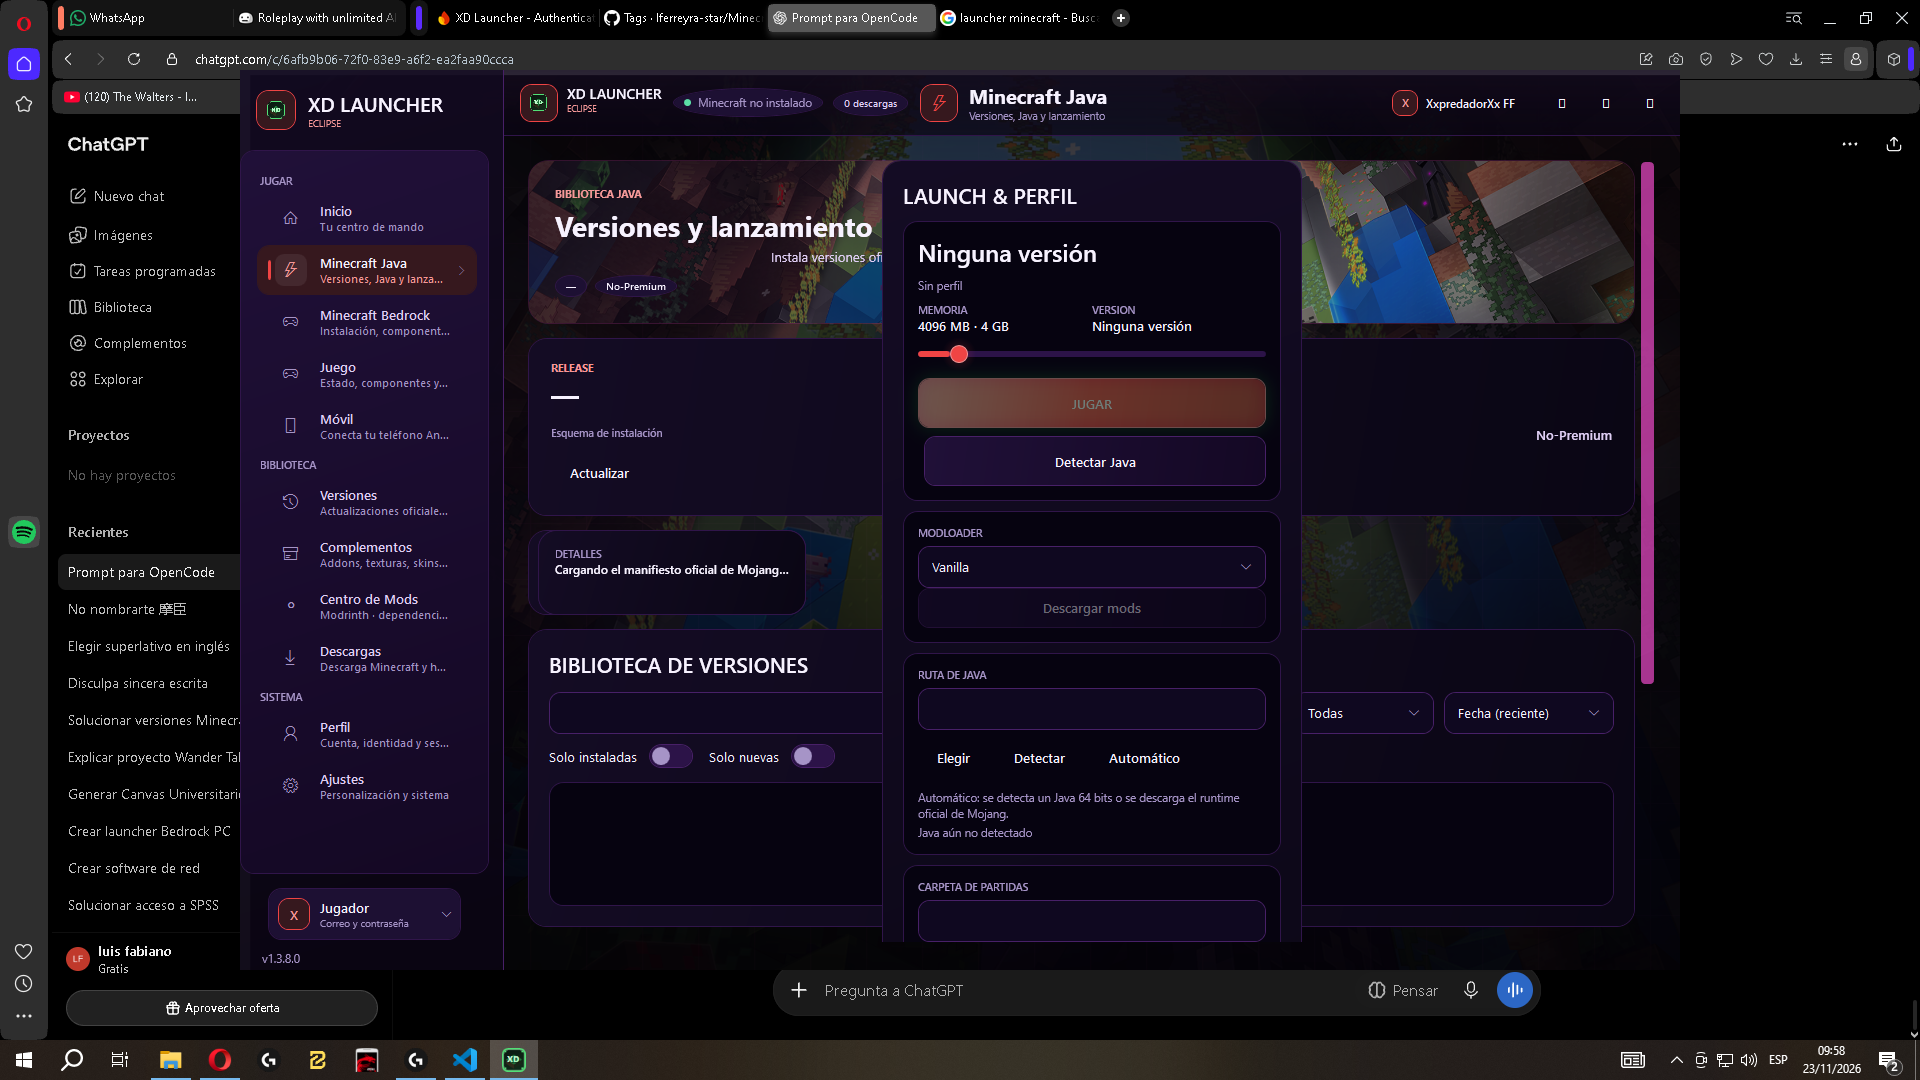 WhatsApp
Roleplay with unlimited AI
XD Launcher - Authenticat
Tags · lferreyra-star/Minec
Prompt para OpenCode
launcher minecraft - Busc
chatgpt.com/c/6afb9b06-72f0-83e9-a6f2-ea2faa90ccca
(120) The Walters - I...
ChatGPT
Nuevo chat
Imágenes
Tareas programadas
Biblioteca
Complementos
Explorar
Proyectos
No hay proyectos
Recientes
Prompt para OpenCode
No nombrarte 摩臣
Elegir superlativo en inglés
Disculpa sincera escrita
Solucionar versiones Minecra
Explicar proyecto Wander Tal
Generar Canvas Universitario
Crear launcher Bedrock PC
Crear software de red
Solucionar acceso a SPSS
LF
luis fabiano
Gratis
Aprovechar oferta
XD
XD LAUNCHER
ECLIPSE
JUGAR
Inicio
Tu centro de mando
Minecraft Java
Versiones, Java y lanza...
Minecraft Bedrock
Instalación, component...
Juego
Estado, componentes y...
Móvil
Conecta tu teléfono An...
BIBLIOTECA
Versiones
Actualizaciones oficiale...
Complementos
Addons, texturas, skins...
Centro de Mods
Modrinth · dependenci...
Descargas
Descarga Minecraft y h...
SISTEMA
Perfil
Cuenta, identidad y ses...
Ajustes
Personalización y sistema
X
Jugador
Correo y contraseña
v1.3.8.0
XD
XD LAUNCHER
ECLIPSE
Minecraft no instalado
0 descargas
Minecraft Java
Versiones, Java y lanzamiento
X
XxpredadorXx FF
BIBLIOTECA JAVA
Versiones y lanzamiento
Instala versiones ofi
—
No-Premium
RELEASE
—
Esquema de instalación
Actualizar
No-Premium
DETALLES
Cargando el manifiesto oficial de Mojang...
BIBLIOTECA DE VERSIONES
Todas
Fecha (reciente)
Solo instaladas
Solo nuevas
LAUNCH & PERFIL
Ninguna versión
Sin perfil
MEMORIA
4096 MB · 4 GB
VERSION
Ninguna versión
JUGAR
Detectar Java
MODLOADER
Vanilla
Descargar mods
RUTA DE JAVA
Elegir
Detectar
Automático
Automático: se detecta un Java 64 bits o se descarga el runtime
oficial de Mojang.
Java aún no detectado
CARPETA DE PARTIDAS
Pregunta a ChatGPT
Pensar
XD
ESP
09:58
23/11/2026
2